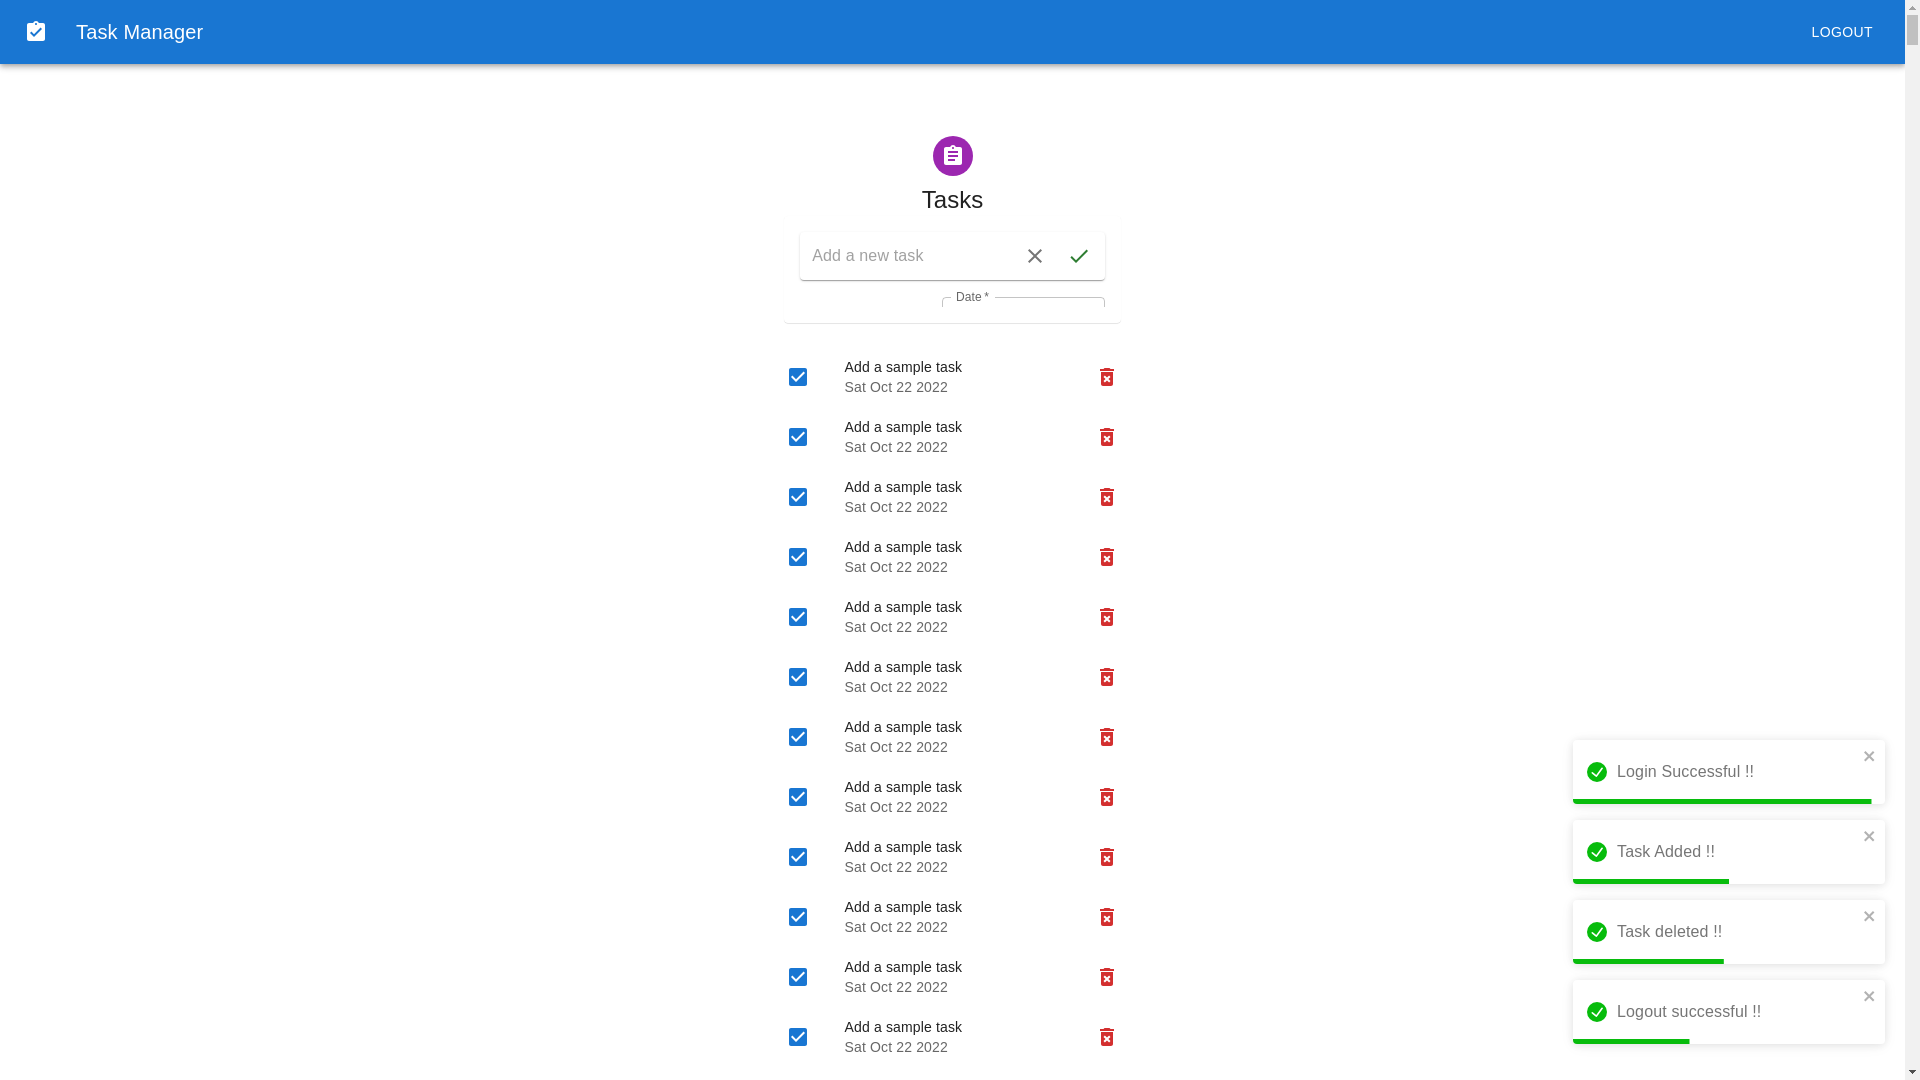 Task Manager
LOGOUT
Tasks
Add a new task
Date *
Add a sample task
Sat Oct 22 2022
Add a sample task
Sat Oct 22 2022
Add a sample task
Sat Oct 22 2022
Add a sample task
Sat Oct 22 2022
Add a sample task
Sat Oct 22 2022
Add a sample task
Sat Oct 22 2022
Add a sample task
Sat Oct 22 2022
Add a sample task
Sat Oct 22 2022
Add a sample task
Sat Oct 22 2022
Add a sample task
Sat Oct 22 2022
Add a sample task
Sat Oct 22 2022
Add a sample task
Sat Oct 22 2022
Login Successful !!
Task Added !!
Task deleted !!
Logout successful !!